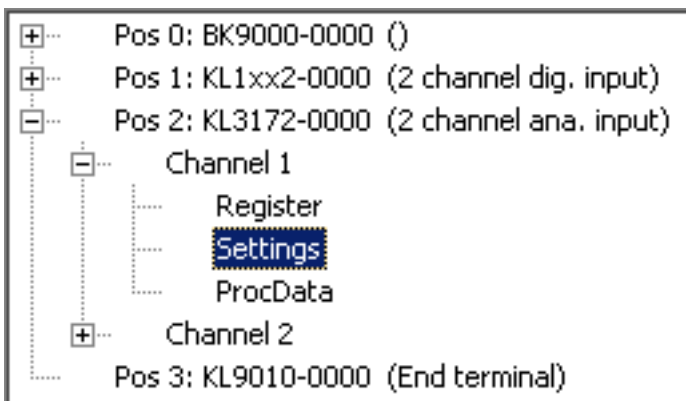 Pos 0: BK9000-0000 ()
Pos 1: KL1xx2-0000 (2 channel dig. input)
Pos 2: KL3172-0000 (2 channel ana. input)
Channel 1
Register
Settings
ProcData
Channel 2
Pos 3: KL9010-0000 (End terminal)